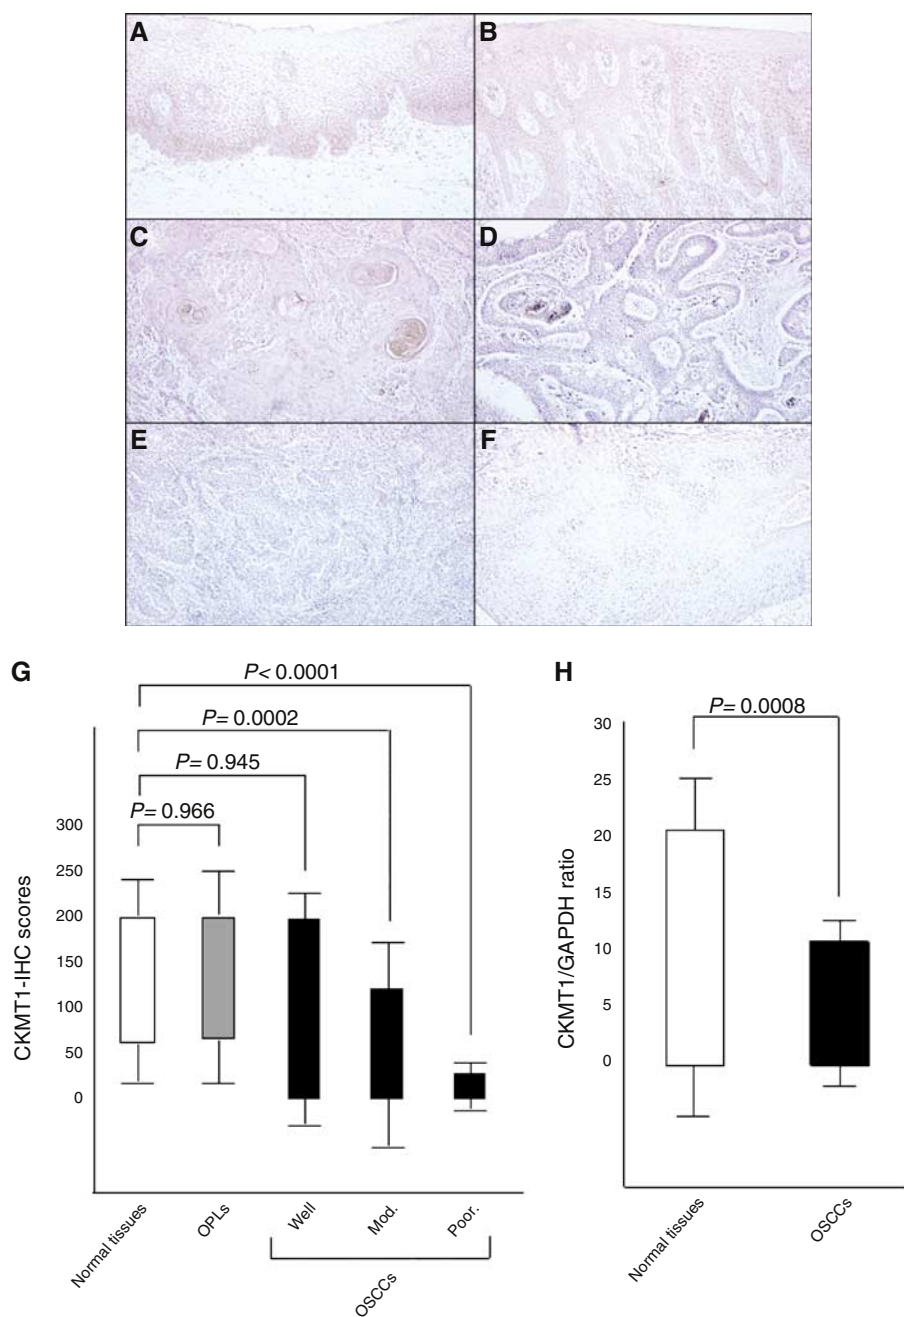 A
B
C
D
E
F
G
P< 0.0001
P= 0.0002
P= 0.945
P= 0.966
300
250
200
150
100
50
0
CKMT1-IHC scores
Normal tissues
OPLs
Well
Mod.
Poor.
OSCCs
H
P= 0.0008
30
25
20
15
10
5
0
CKMT1/GAPDH ratio
Normal tissues
OSCCs